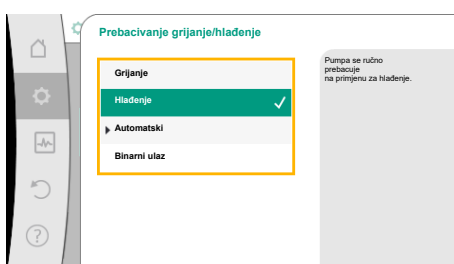 Prebacivanje grijanje/hlađenje
Grijanje
Hlađenje
Automatski
Binarni ulaz
Pumpa se ručno
prebacuje
na primjenu za hlađenje.